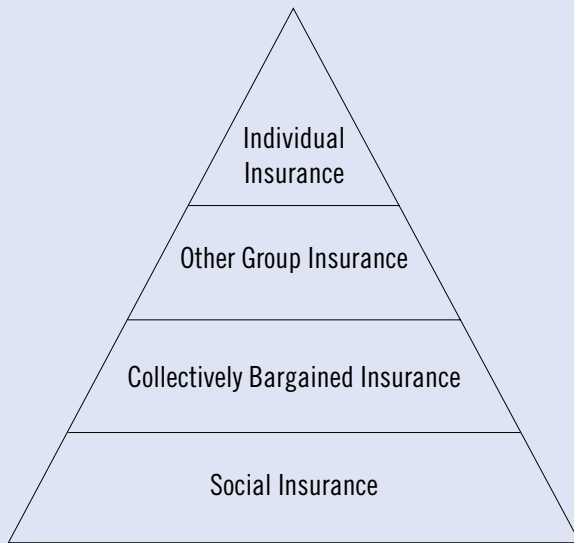 Individual
Insurance
Other Group Insurance
Collectively Bargained Insurance
Social Insurance